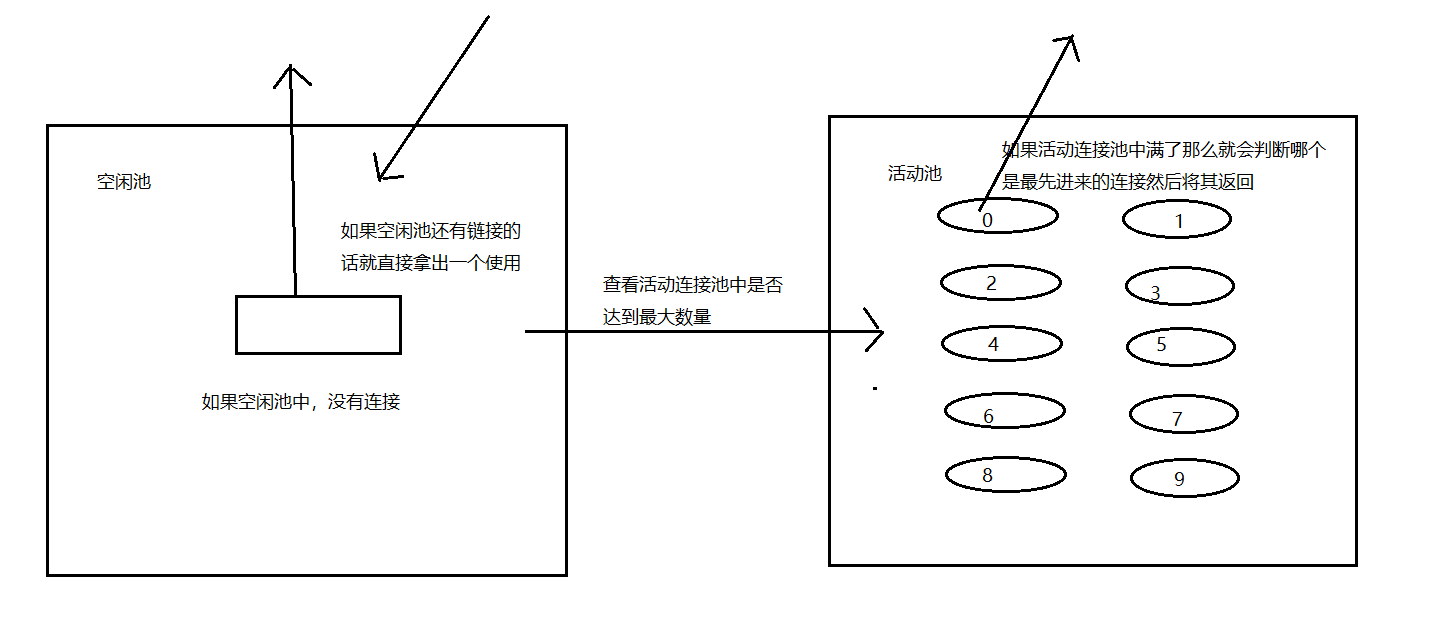 空闲池
如果空闲池还有链接的
话就直接拿出一个使用
如果空闲池中，没有连接
查看活动连接池中是否
达到最大数量
活动池
如果活动连接池中满了那么就会判断哪个
是最先进来的连接然后将其返回
0
1
2
3
4
5
6
7
8
9